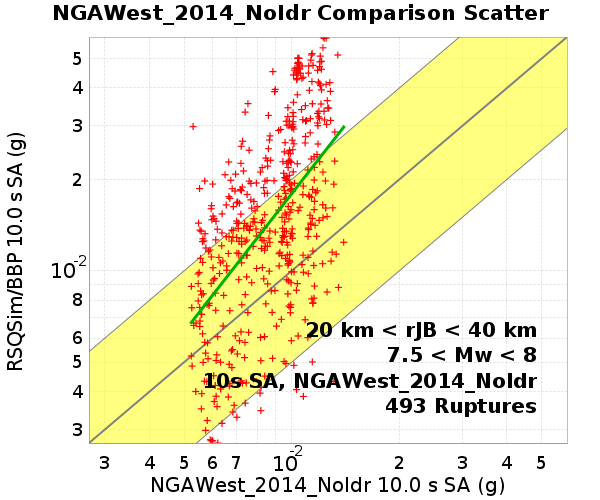 NGAWest_2014_NoIdr Comparison Scatter
RSQSim/BBP 10.0 s SA (g)
5
4
3
2
10^-2
8
6
5
4
3
20 km < rJB < 40 km
7.5 < Mw < 8
10s SA, NGAWest_2014_NoIdr
493 Ruptures
3 4 5 6 7 10^-2 2 3 4 5
NGAWest_2014_NoIdr 10.0 s SA (g)